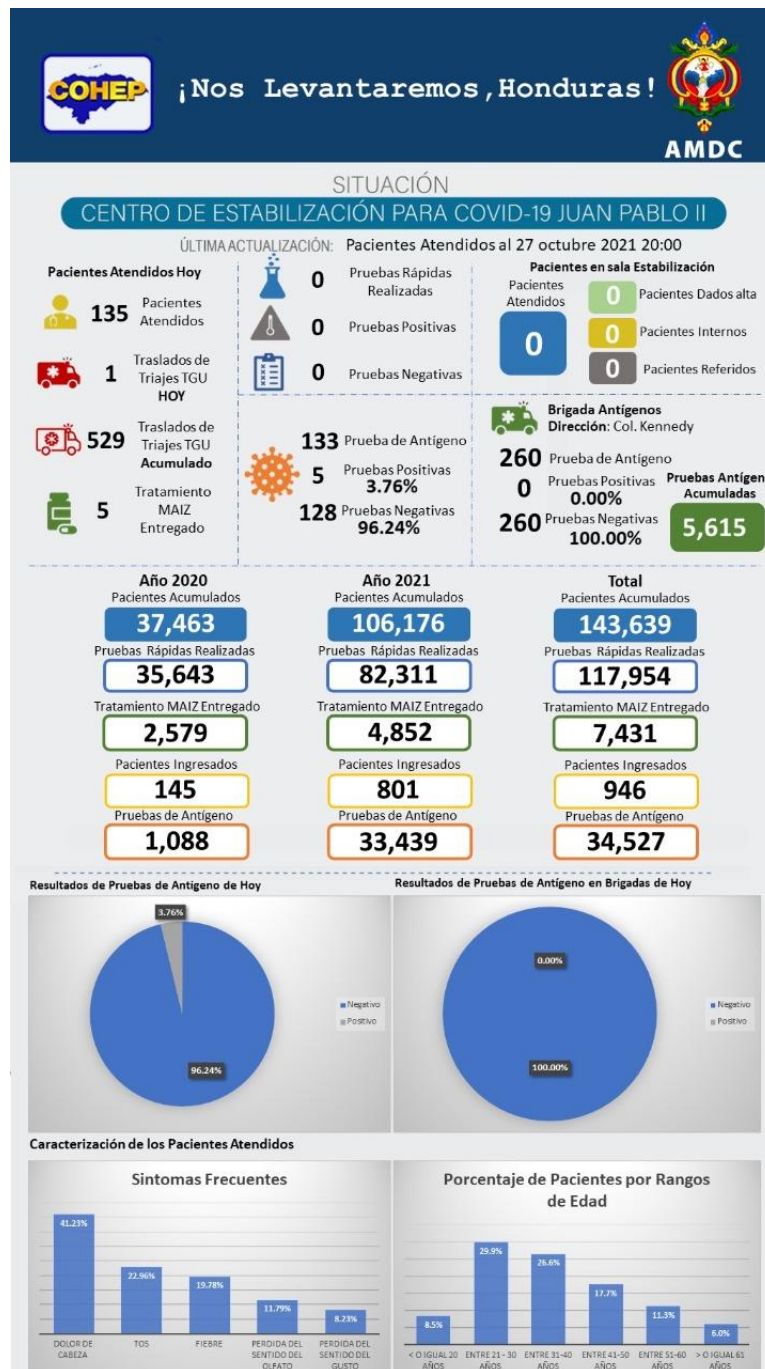 COHEP
¡Nos Levantaremos,Honduras!
AMDC
SITUACIÓN
CENTRO DE ESTABILIZACIÓN PARA COVID-19 JUAN PABLO II
ÚLTIMA ACTUALIZACIÓN: Pacientes Atendidos al 27 octubre 2021 20:00
Pacientes Atendidos Hoy
135 Pacientes
Atendidos
1 Traslados de
Triajes TGU
HOY
529 Traslados de
Triajes TGU
Acumulado
5 Tratamiento
MAIZ
Entregado
0 Pruebas Rápidas
Realizadas
0 Pruebas Positivas
0 Pruebas Negativas
133 Prueba de Antígeno
5 Pruebas Positivas
3.76%
128 Pruebas Negativas
96.24%
Pacientes en sala Estabilización
Pacientes
Atendidos
0
0 Pacientes Dados alta
0 Pacientes Internos
0 Pacientes Referidos
Brigada Antígenos
Dirección: Col. Kennedy
260 Prueba de Antígeno
0 Pruebas Positivas
0.00%
260 Pruebas Negativas
100.00%
Pruebas Antígen
Acumuladas
5,615
Año 2020
Pacientes Acumulados
37,463
Pruebas Rápidas Realizadas
35,643
Tratamiento MAIZ Entregado
2,579
Pacientes Ingresados
145
Pruebas de Antígeno
1,088
Año 2021
Pacientes Acumulados
106,176
Pruebas Rápidas Realizadas
82,311
Tratamiento MAIZ Entregado
4,852
Pacientes Ingresados
801
Pruebas de Antígeno
33,439
Total
Pacientes Acumulados
143,639
Pruebas Rápidas Realizadas
117,954
Tratamiento MAIZ Entregado
7,431
Pacientes Ingresados
946
Pruebas de Antígeno
34,527
Resultados de Pruebas de Antigeno de Hoy
3.76%
96.24%
Negativo
Positivo
Resultados de Pruebas de Antígeno en Brigadas de Hoy
0.00%
100.00%
Negativo
Positivo
Caracterización de los Pacientes Atendidos
Sintomas Frecuentes
41.23%
22.96%
19.78%
11.79%
8.23%
DOLOR DE
CABEZA
TOS
FIEBRE
PERDIDA DEL
SENTIDO DEL
OLFATO
PERDIDA DEL
SENTIDO DEL
GUSTO
Porcentaje de Pacientes por Rangos
de Edad
8.5%
29.9%
26.6%
17.7%
11.3%
6.0%
< O IGUAL 20
AÑOS
ENTRE 21 - 30
AÑOS
ENTRE 31-40
AÑOS
ENTRE 41-50
AÑOS
ENTRE 51-60
AÑOS
> O IGUAL 61
AÑOS